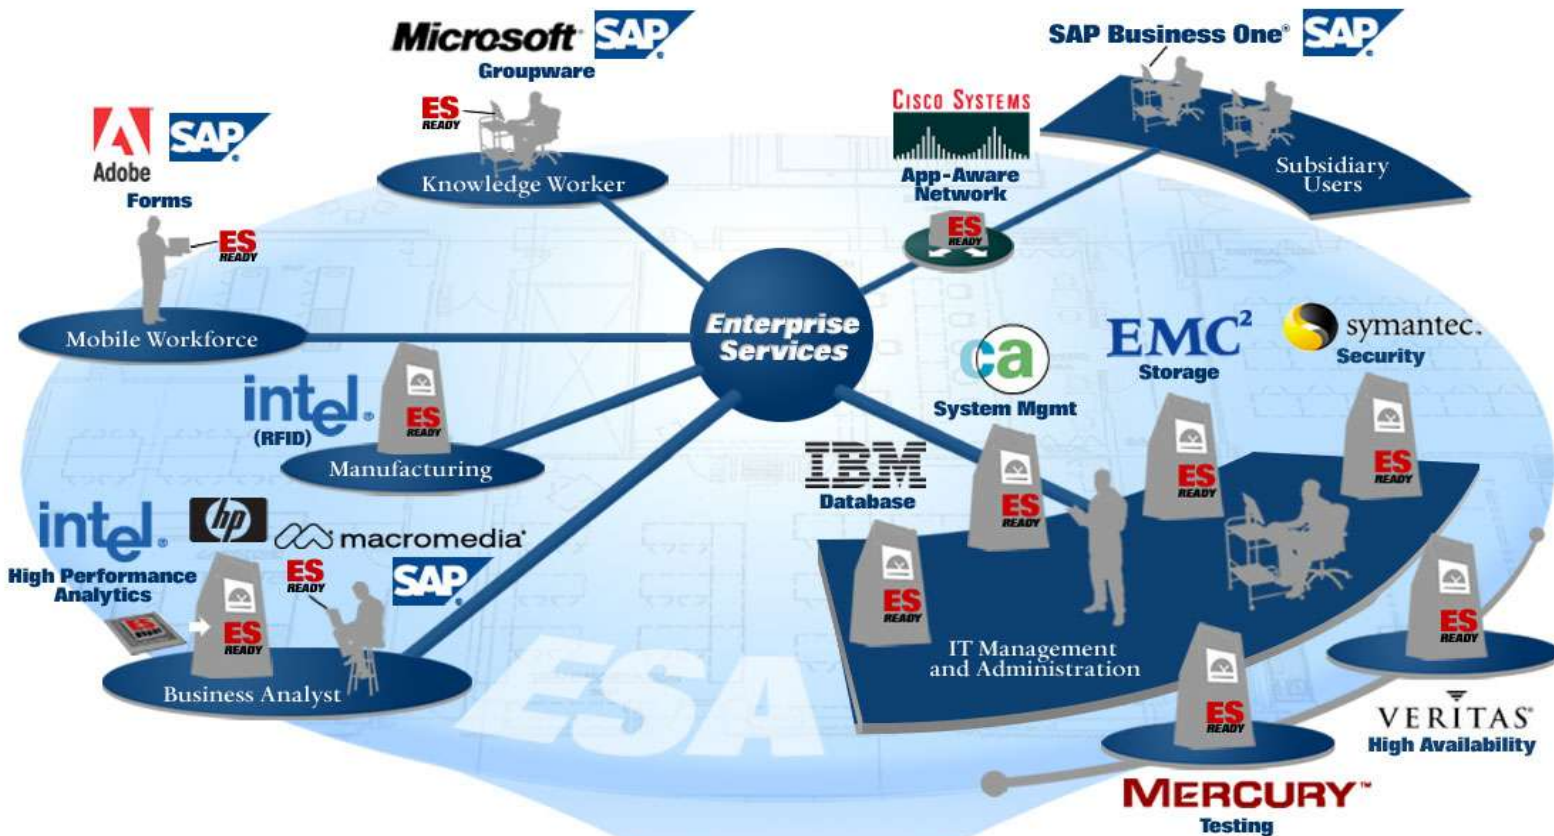 Microsoft®
SAP®
Groupware
ES
READY
Knowledge Worker
SAP Business One®
SAP®
Subsidiary
Users
CISCO SYSTEMS
App-Aware
Network
ES
READY
Adobe
SAP®
Forms
ES
READY
Mobile Workforce
Enterprise
Services
intel®
(RFID)
ES
READY
Manufacturing
ca
System Mgmt
EMC²
Storage
symantec.
Security
IBM
Database
ES
READY
ES
READY
ES
READY
ES
READY
IT Management
and Administration
intel®
High Performance
Analytics
hp
macromedia®
ES
READY
SAP®
ES
ES
READY
Business Analyst
ESA
ES
READY
VERITAS
High Availability
ES
READY
MERCURY™
Testing